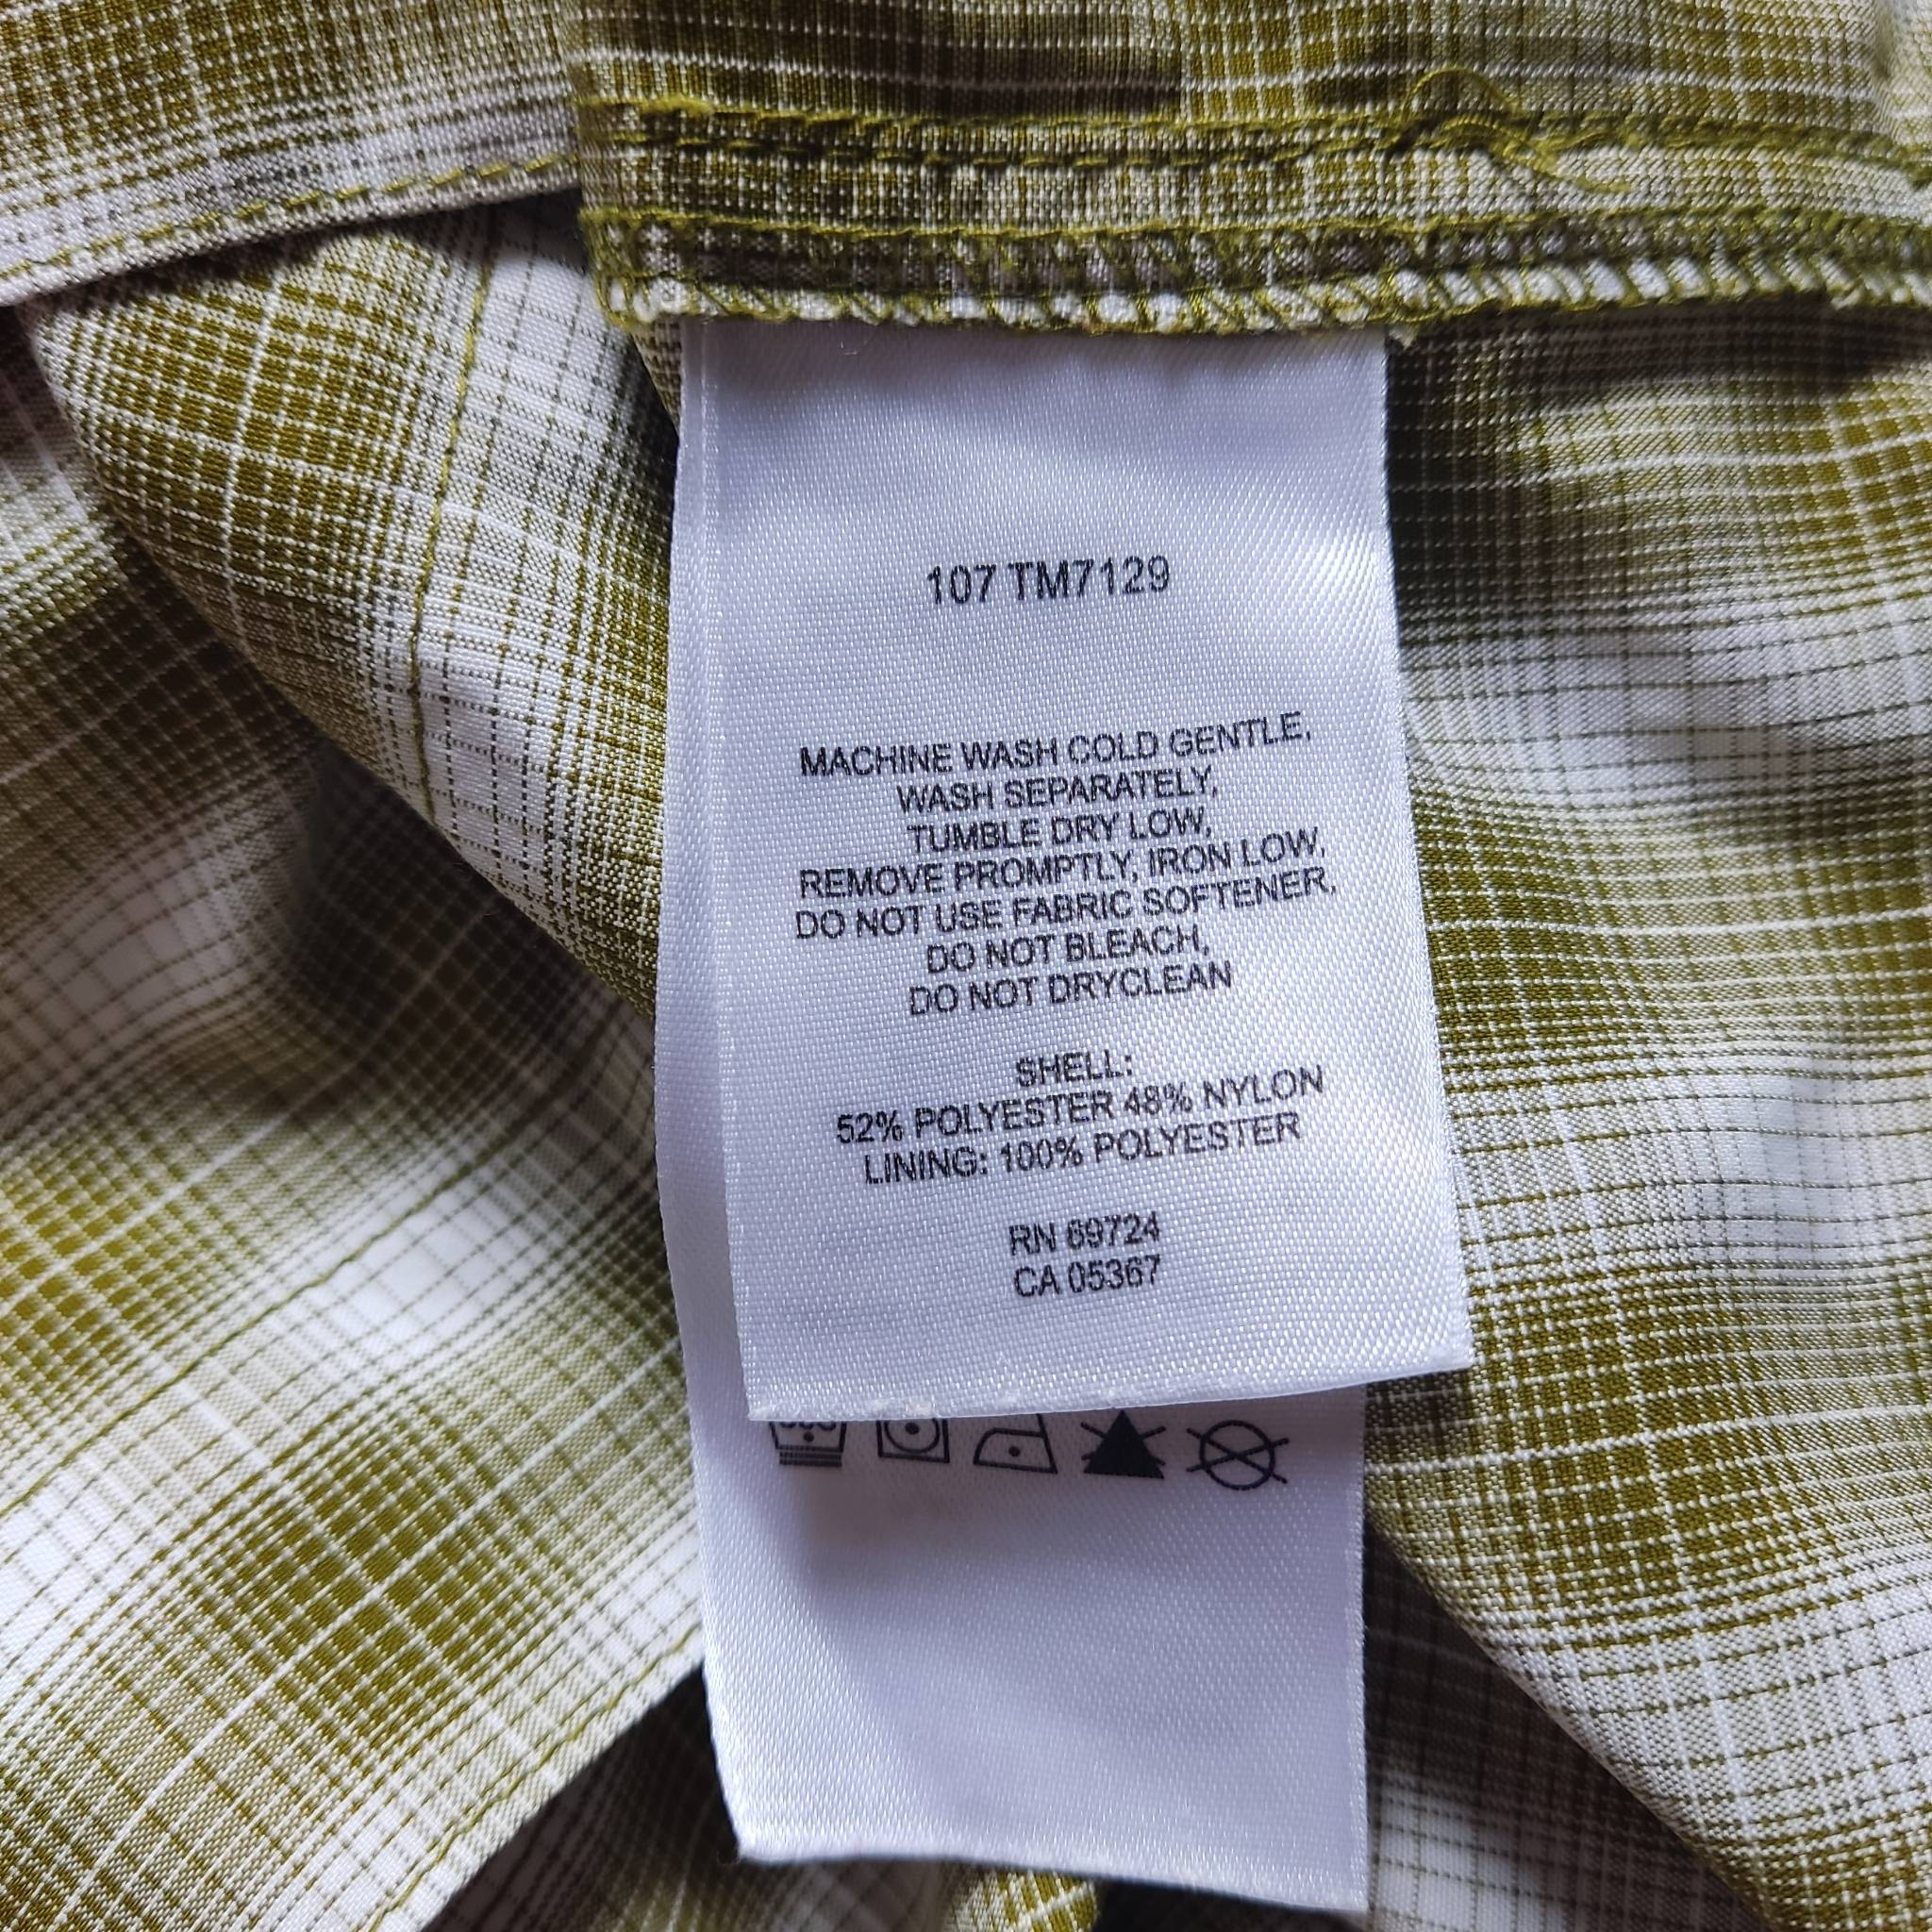 107 TM7129
MACHINE WASH COLD GENTLE,
WASH SEPARATELY,
TUMBLE DRY LOW,
REMOVE PROMPTLY, IRON LOW,
DO NOT USE FABRIC SOFTENER,
DO NOT BLEACH,
DO NOT DRYCLEAN
SHELL:
52% POLYESTER 48% NYLON
LINING: 100% POLYESTER
RN 69724
CA 05367